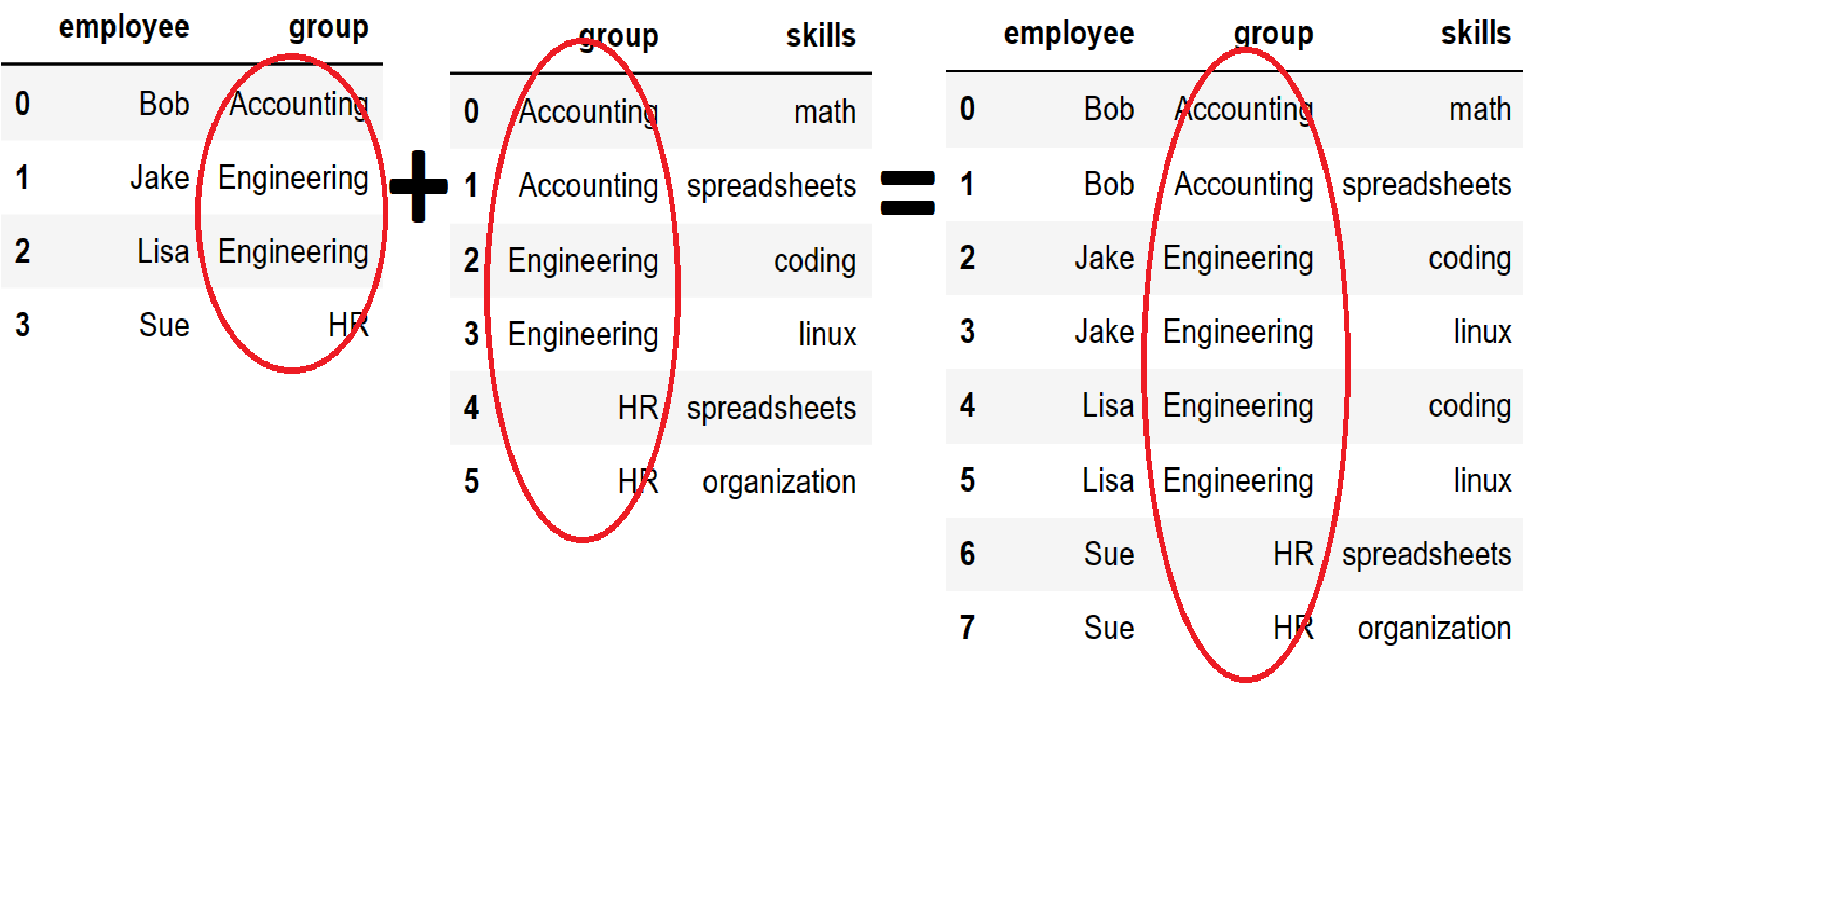 employee group
0 Bob Accounting
1 Jake Engineering
2 Lisa Engineering
3 Sue HR
+
group skills
0 Accounting math
1 Accounting spreadsheets
2 Engineering coding
3 Engineering linux
4 HR spreadsheets
5 HR organization
=
employee group skills
0 Bob Accounting math
1 Bob Accounting spreadsheets
2 Jake Engineering coding
3 Jake Engineering linux
4 Lisa Engineering coding
5 Lisa Engineering linux
6 Sue HR spreadsheets
7 Sue HR organization